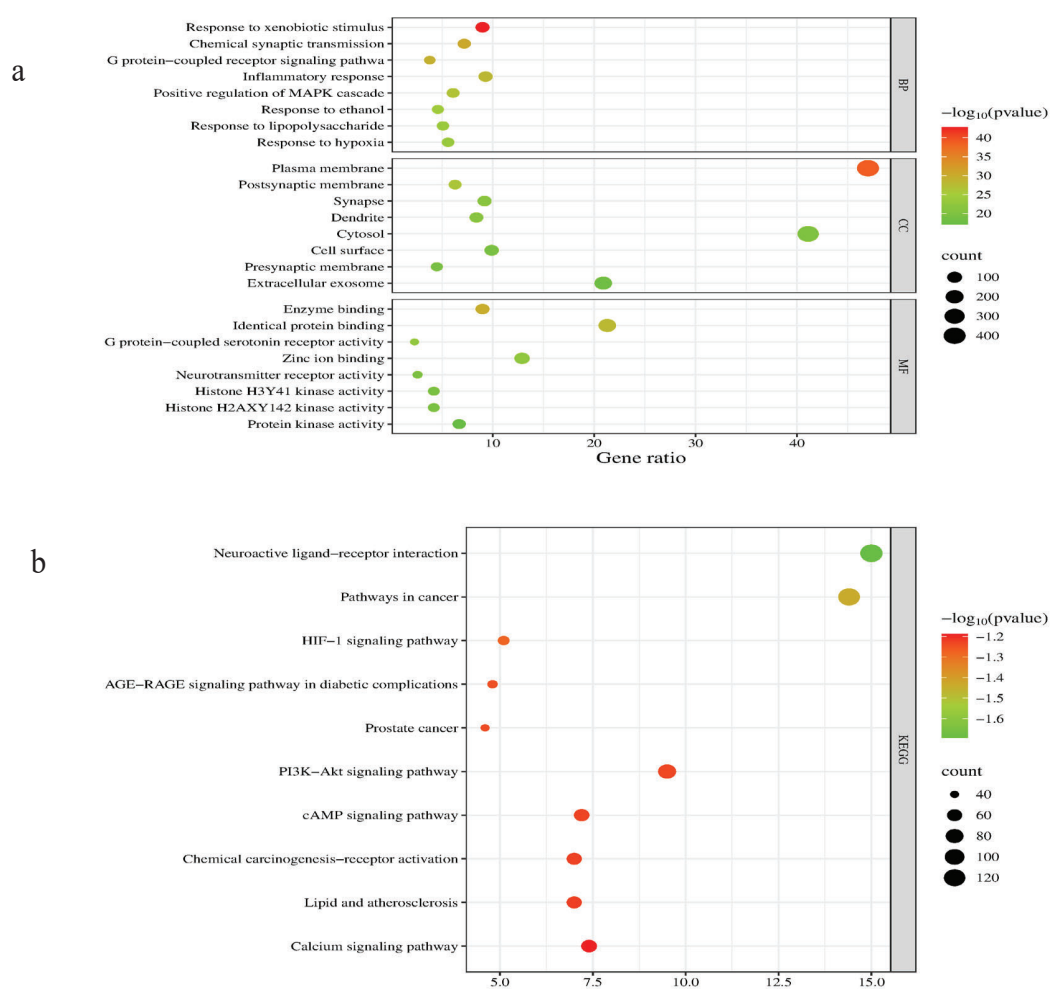 a
Response to xenobiotic stimulus
Chemical synaptic transmission
G protein−coupled receptor signaling pathwa
Inflammatory response
Positive regulation of MAPK cascade
Response to ethanol
Response to lipopolysaccharide
Response to hypoxia
BP
Plasma membrane
Postsynaptic membrane
Synapse
Dendrite
Cytosol
Cell surface
Presynaptic membrane
Extracellular exosome
CC
Enzyme binding
Identical protein binding
G protein−coupled serotonin receptor activity
Zinc ion binding
Neurotransmitter receptor activity
Histone H3Y41 kinase activity
Histone H2AXY142 kinase activity
Protein kinase activity
MF
10 20 30 40
Gene ratio
−log₁₀(pvalue)
40
35
30
25
20
count
100
200
300
400
b
Neuroactive ligand−receptor interaction
Pathways in cancer
HIF−1 signaling pathway
AGE−RAGE signaling pathway in diabetic complications
Prostate cancer
PI3K−Akt signaling pathway
cAMP signaling pathway
Chemical carcinogenesis−receptor activation
Lipid and atherosclerosis
Calcium signaling pathway
KEGG
5.0 7.5 10.0 12.5 15.0
−log₁₀(pvalue)
−1.2
−1.3
−1.4
−1.5
−1.6
count
40
60
80
100
120